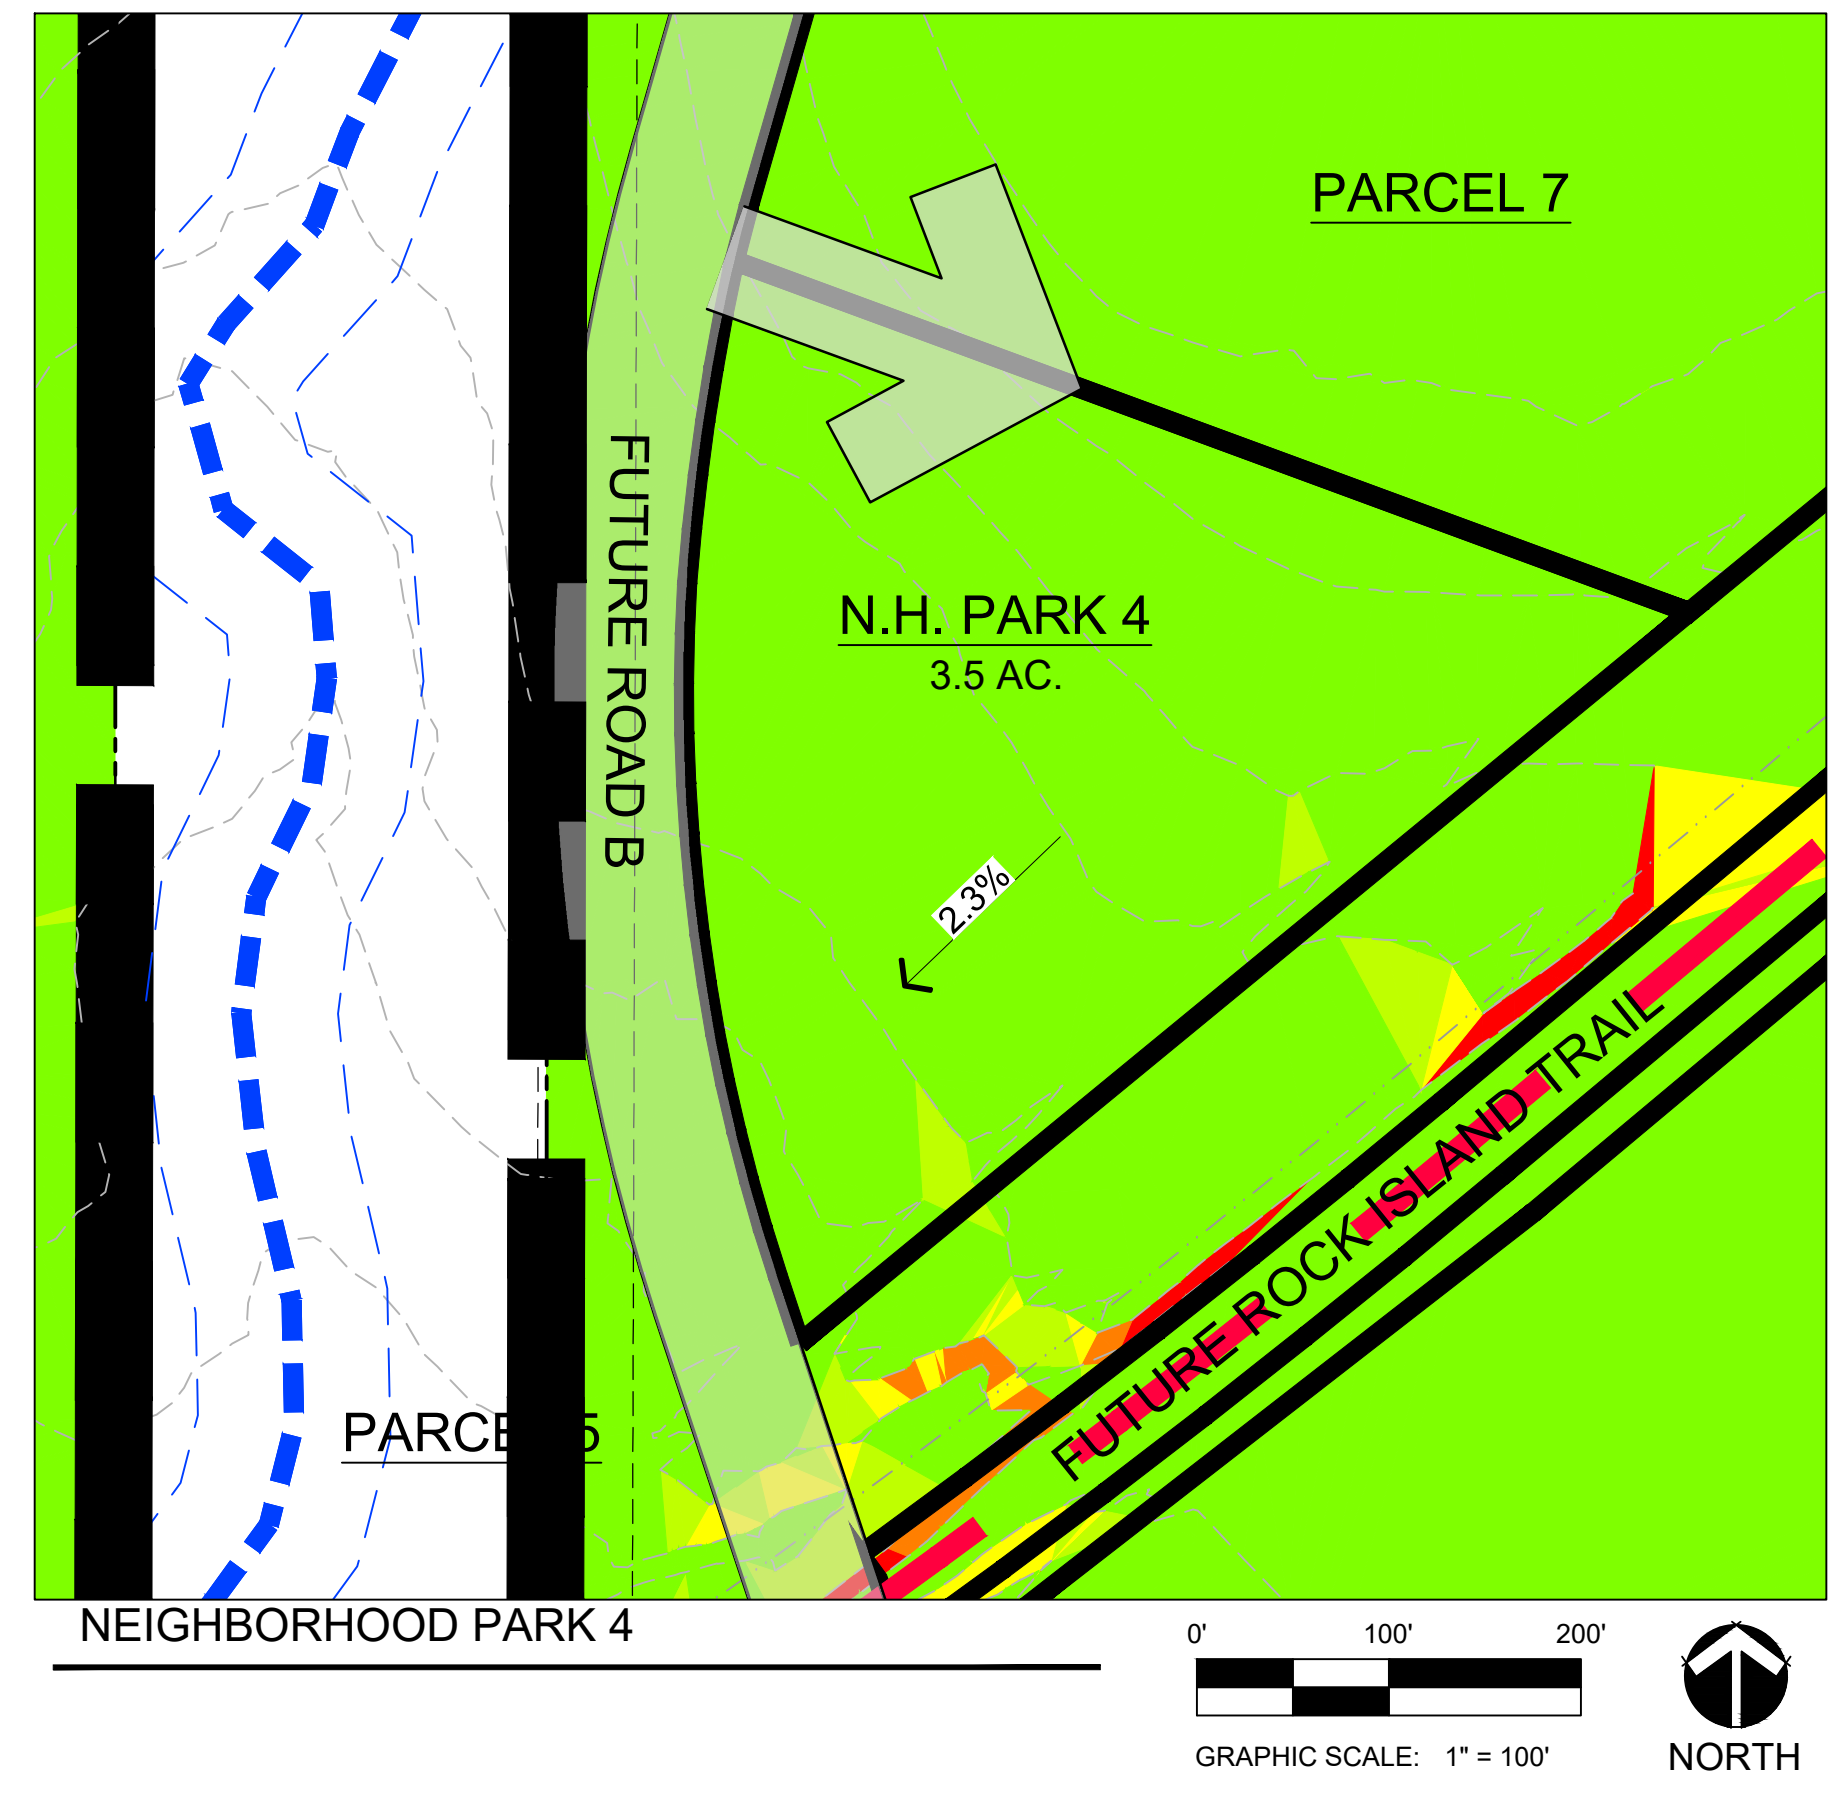 PARCEL 7
FUTURE ROAD B
N.H. PARK 4
3.5 AC.
2.3%
FUTURE ROCK ISLAND TRAIL
PARCE 5
NEIGHBORHOOD PARK 4
0' 100' 200'
GRAPHIC SCALE: 1" = 100'
NORTH